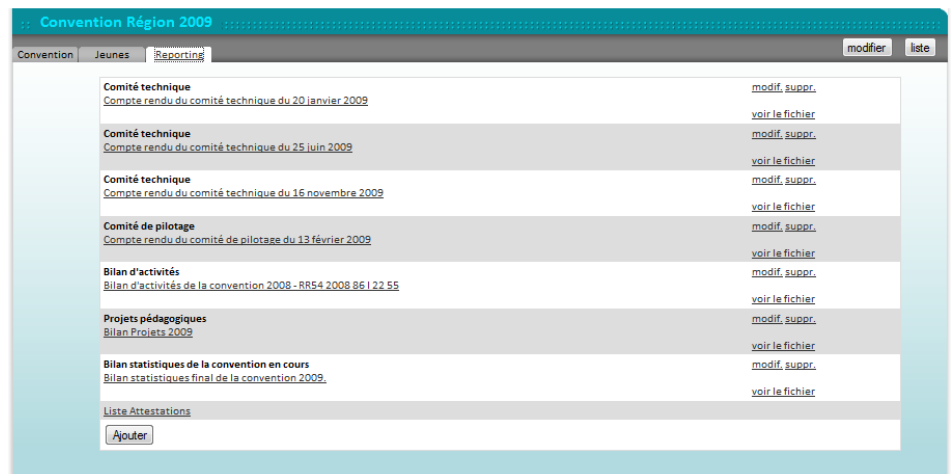 :: Convention Région 2009
modifier liste
Convention Jeunes Reporting
Comité technique modif. suppr.
Compte rendu du comité technique du 20 janvier 2009
voir le fichier
Comité technique modif. suppr.
Compte rendu du comité technique du 25 juin 2009
voir le fichier
Comité technique modif. suppr.
Compte rendu du comité technique du 16 novembre 2009
voir le fichier
Comité de pilotage modif. suppr.
Compte rendu du comité de pilotage du 13 février 2009
voir le fichier
Bilan d'activités modif. suppr.
Bilan d'activités de la convention 2008 - RR54 2008 86 I 22 55
voir le fichier
Projets pédagogiques modif. suppr.
Bilan Projets 2009
voir le fichier
Bilan statistiques de la convention en cours modif. suppr.
Bilan statistiques final de la convention 2009.
voir le fichier
Liste Attestations
Ajouter